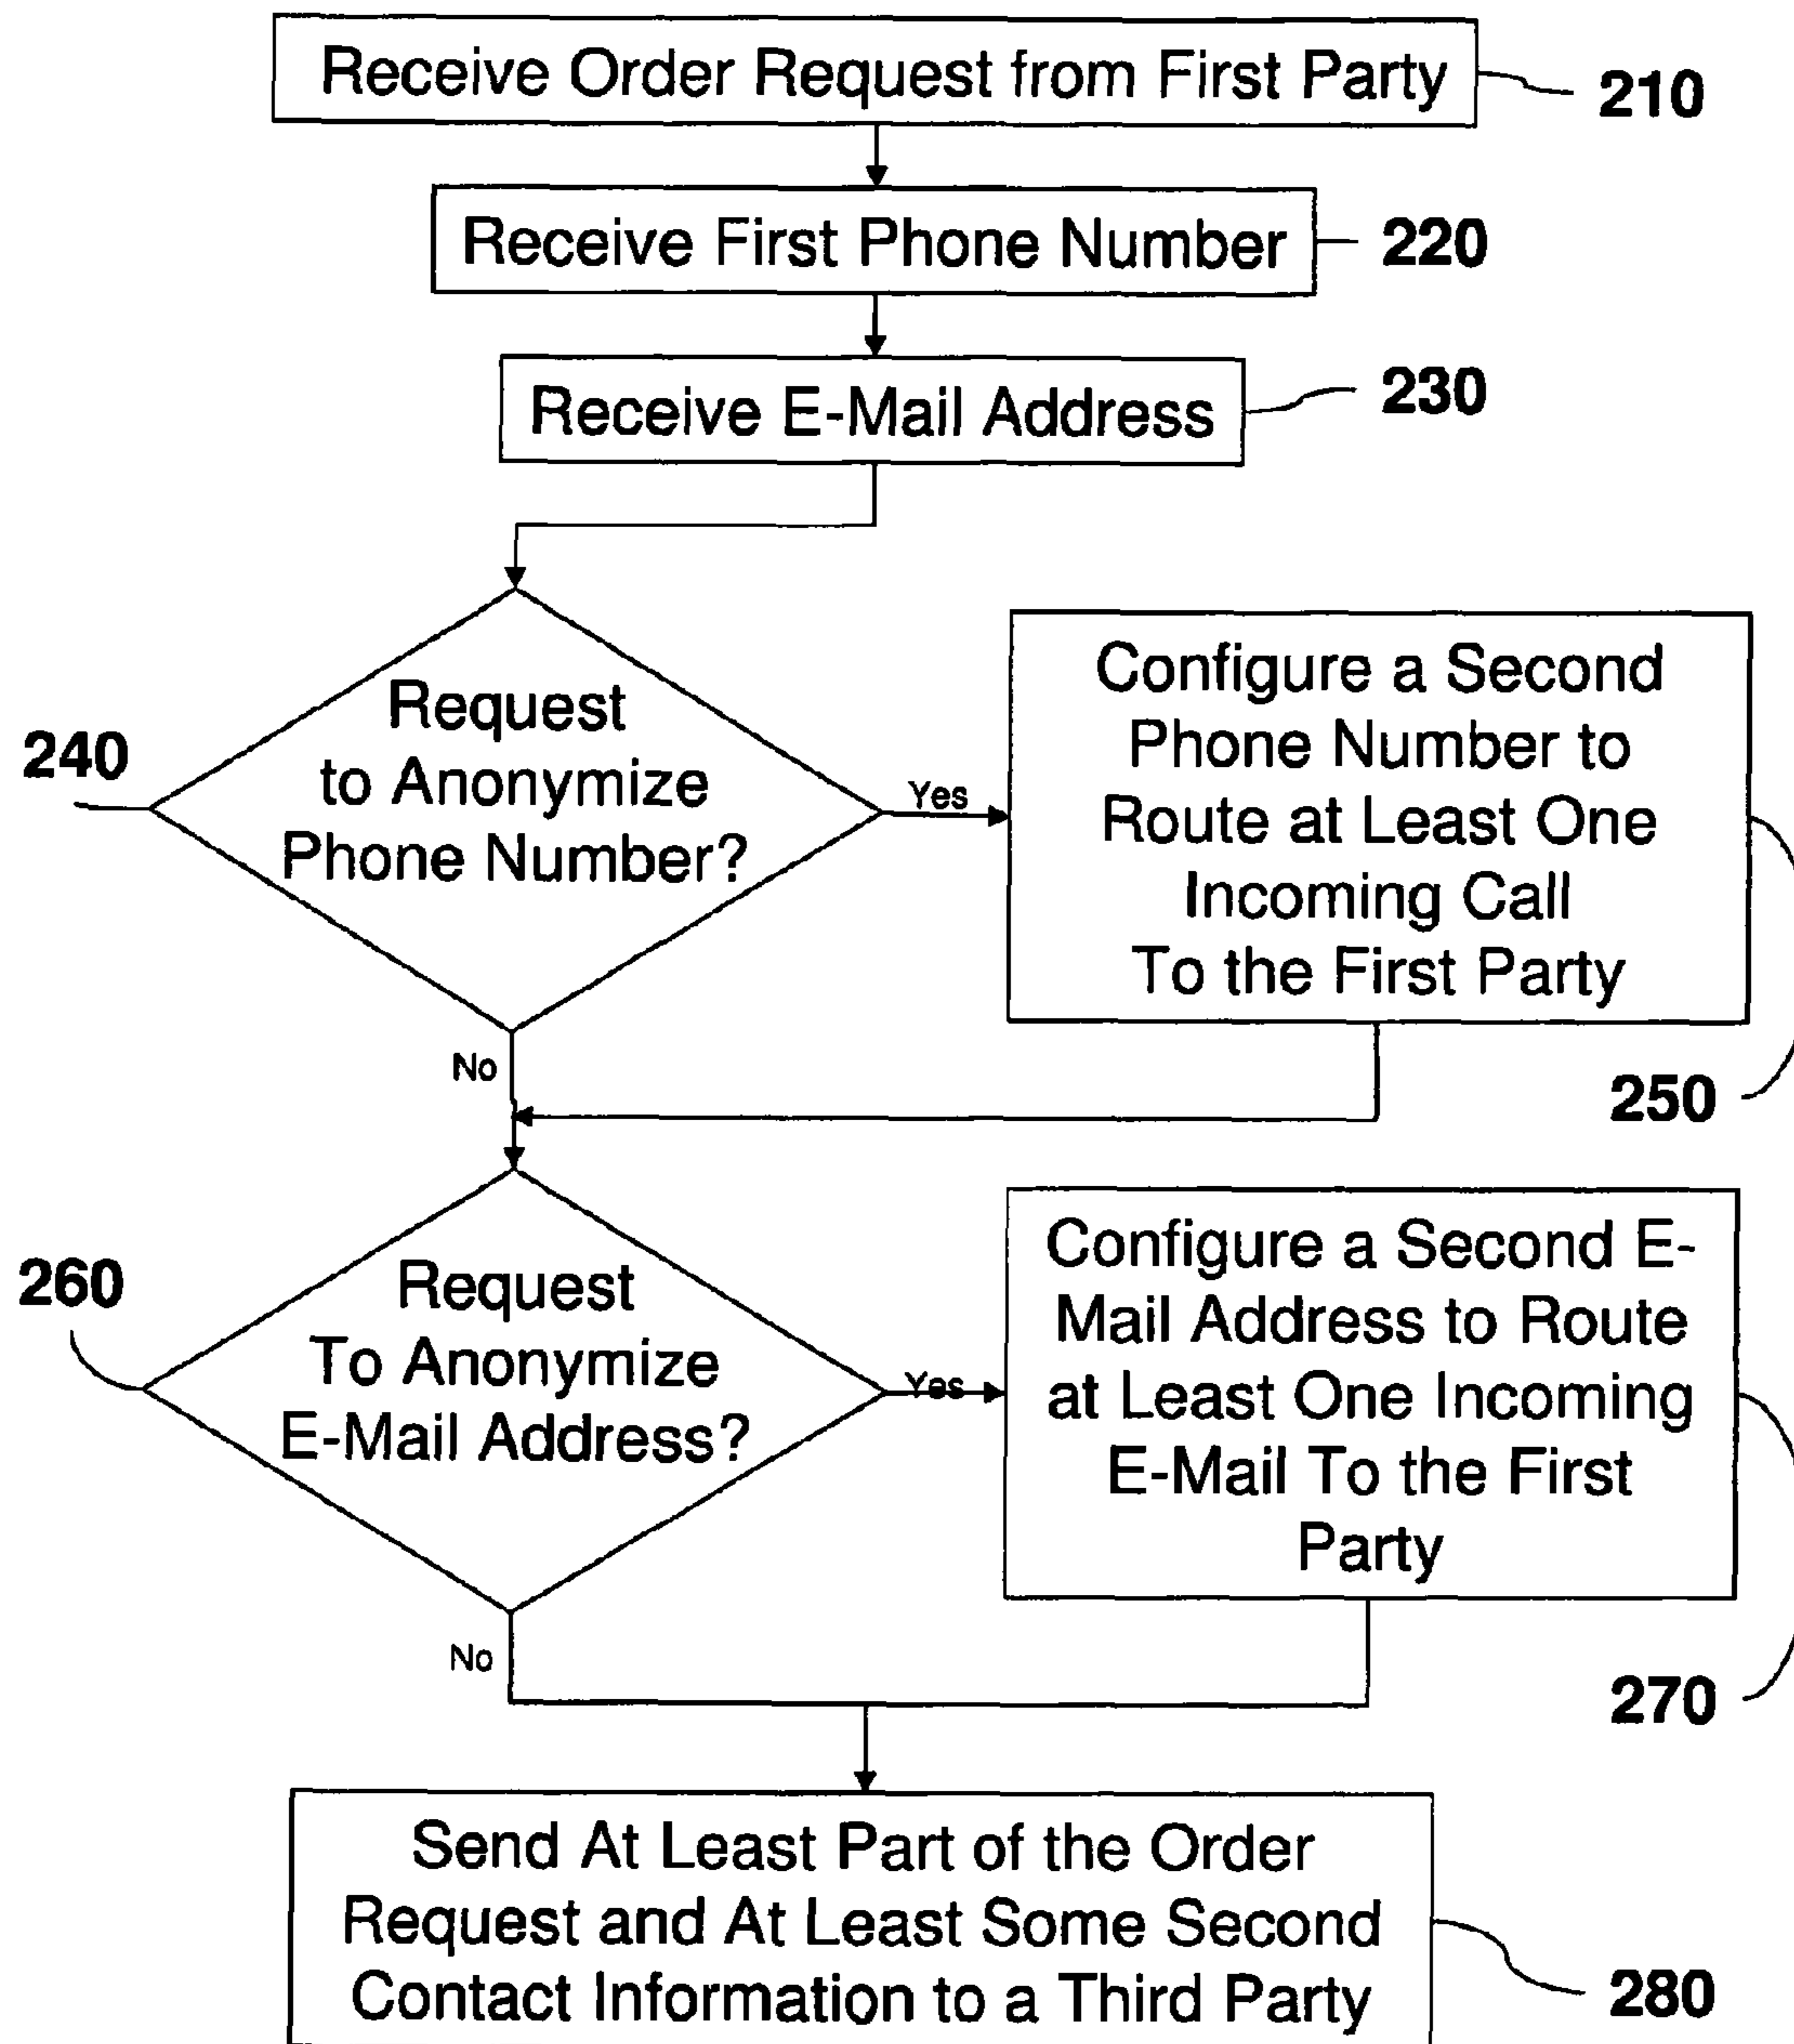 Receive Order Request from First Party
210
Receive First Phone Number
220
Receive E-Mail Address
230
240
Request
to Anonymize
Phone Number?
Yes
Configure a Second
Phone Number to
Route at Least One
Incoming Call
To the First Party
No
250
260
Request
To Anonymize
E-Mail Address?
Yes
Configure a Second E-
Mail Address to Route
at Least One Incoming
E-Mail To the First
Party
No
270
Send At Least Part of the Order
Request and At Least Some Second
Contact Information to a Third Party
280